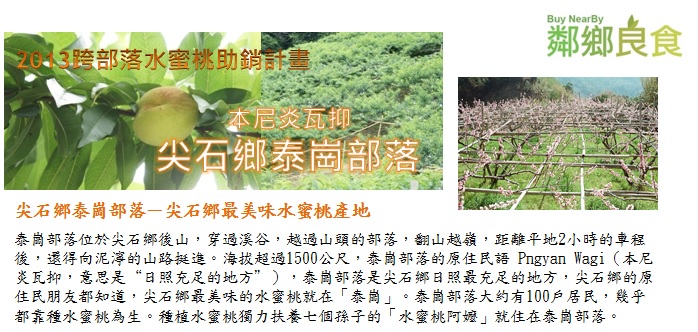 Buy NearBy
鄰鄉良食
2013跨部落水蜜桃助銷計畫
本尼炎瓦抑
尖石鄉泰崗部落
尖石鄉泰崗部落－尖石鄉最美味水蜜桃產地
泰崗部落位於尖石鄉後山，穿過溪谷，越過山頭的部落，翻山越嶺，距離平地2小時的車程
後，還得向泥濘的山路挺進。海拔超過1500公尺，泰崗部落的原住民語 Pngyan Wagi (本尼
炎瓦抑，意思是“日照充足的地方”)，泰崗部落是尖石鄉日照最充足的地方，尖石鄉的原
住民朋友都知道，尖石鄉最美味的水蜜桃就在「泰崗」。泰崗部落大約有100戶居民，幾乎
都靠種水蜜桃為生。種植水蜜桃獨力扶養七個孫子的「水蜜桃阿嬤」就住在泰崗部落。